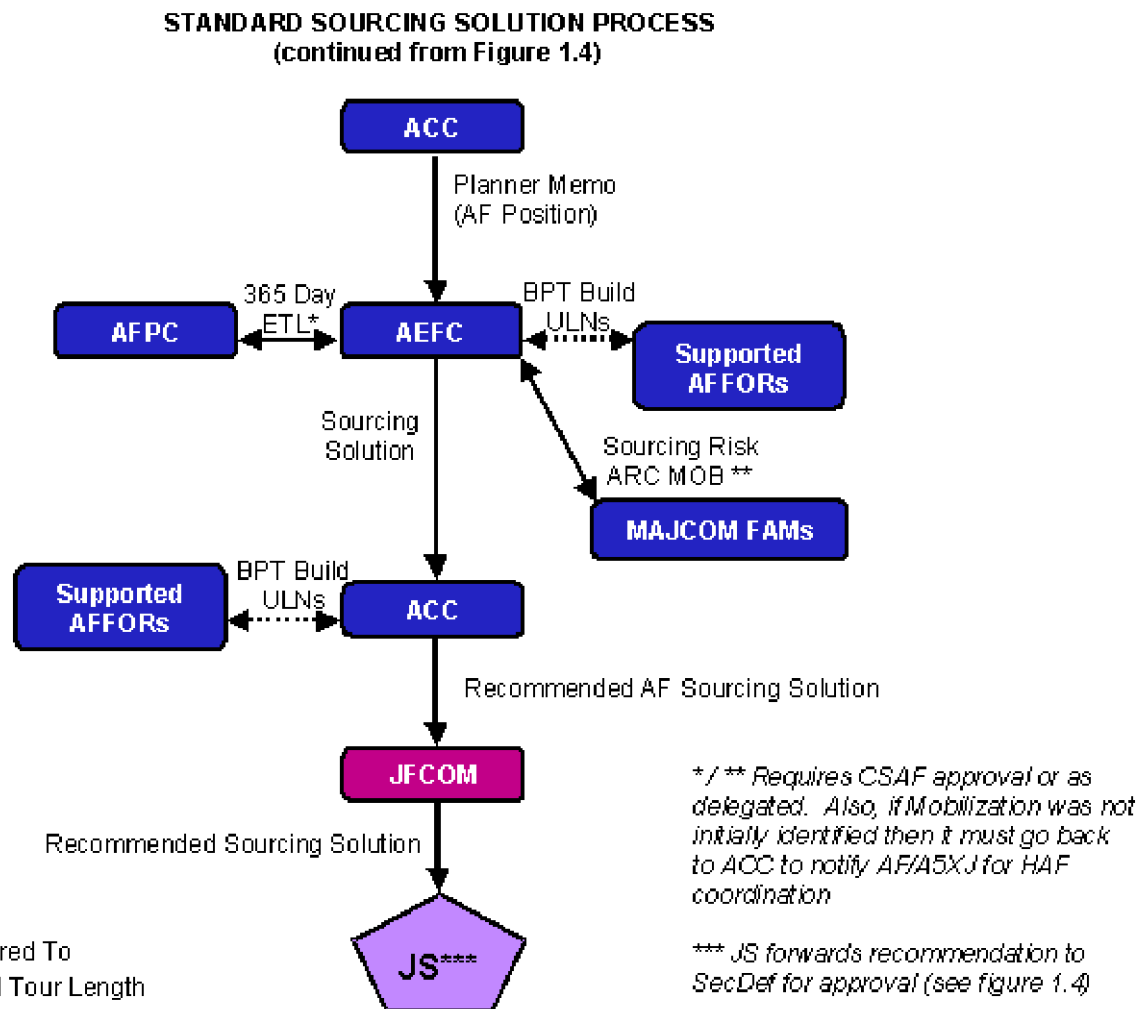 STANDARD SOURCING SOLUTION PROCESS
(continued from Figure 1.4)
ACC
Planner Memo
(AF Position)
AFPC
365 Day
ETL*
AEFC
BPT Build
ULNs
Supported
AFFORs
Sourcing
Solution
Sourcing Risk
ARC MOB **
MAJCOM FAMs
Supported
AFFORs
BPT Build
ULNs
ACC
Recommended AF Sourcing Solution
JFCOM
Recommended Sourcing Solution
JS***
*/ ** Requires CSAF approval or as
delegated. Also, if Mobilization was not
initially identified then it must go back
to ACC to notify AF/A5XJ for HAF
coordination
*** JS forwards recommendation to
SecDef for approval (see figure 1.4)
red To
Tour Length